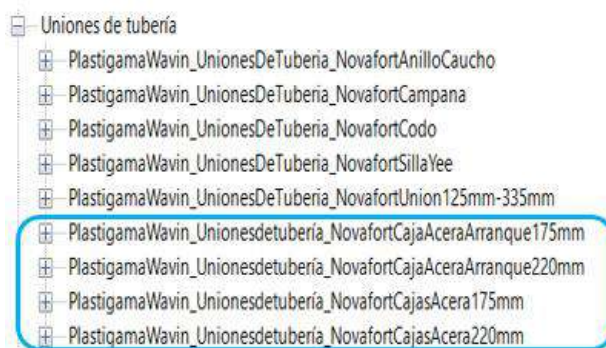 Uniones de tubería
PlastigamaWavin_UnionesDeTuberia_NovafortAnilloCaucho
PlastigamaWavin_UnionesDeTuberia_NovafortCampana
PlastigamaWavin_UnionesDeTuberia_NovafortCodo
PlastigamaWavin_UnionesDeTuberia_NovafortSillaYee
PlastigamaWavin_UnionesDeTuberia_NovafortUnion125mm-335mm
PlastigamaWavin_Unionesdetubería_NovafortCajaAceraArranque175mm
PlastigamaWavin_Unionesdetubería_NovafortCajaAceraArranque220mm
PlastigamaWavin_Unionesdetubería_NovafortCajasAcera175mm
PlastigamaWavin_Unionesdetubería_NovafortCajasAcera220mm